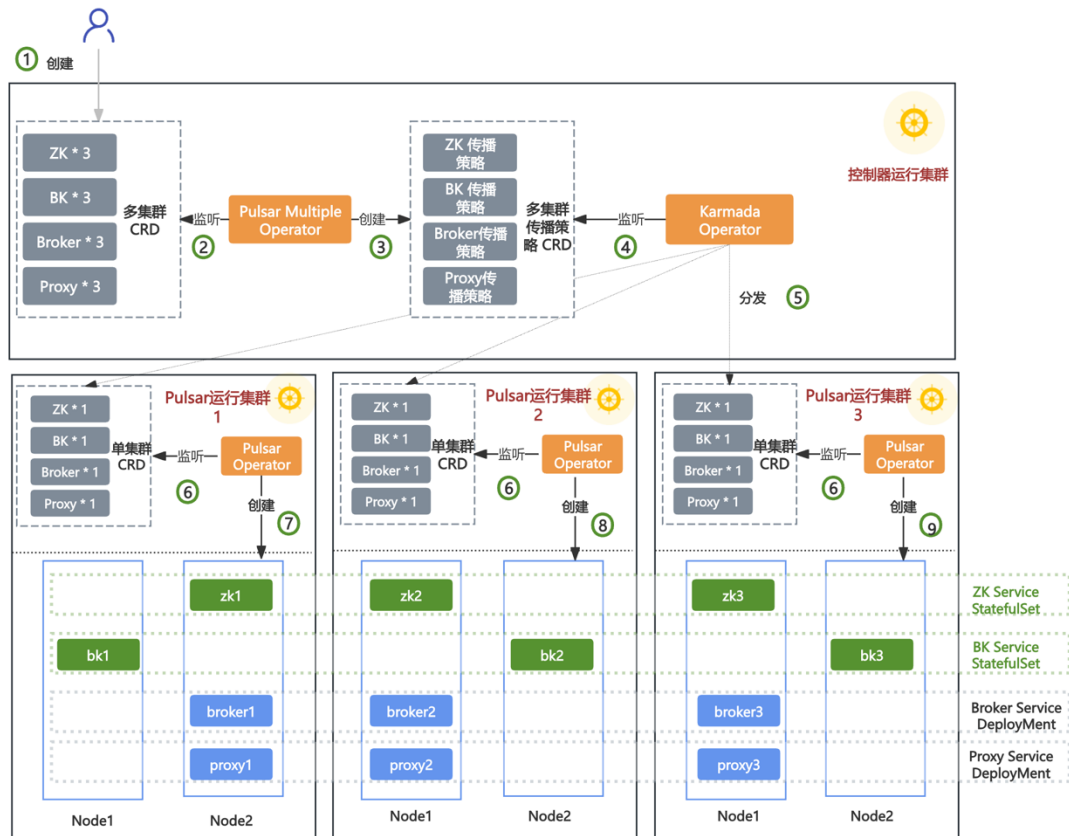 ① 创建
控制器运行集群
ZK * 3
BK * 3
Broker * 3
Proxy * 3
多集群
CRD
监听
②
Pulsar Multiple
Operator
创建
③
ZK 传播
策略
BK 传播
策略
Broker传播
策略
Proxy传
播策略
多集群
传播策
略 CRD
监听
④
Karmada
Operator
分发 ⑤
Pulsar运行集群
1
ZK * 1
BK * 1
Broker * 1
Proxy * 1
单集群
CRD
监听
⑥
Pulsar
Operator
创建
⑦
Pulsar运行集群
2
ZK * 1
BK * 1
Broker * 1
Proxy * 1
单集群
CRD
监听
⑥
Pulsar
Operator
创建
⑧
Pulsar运行集群
3
ZK * 1
BK * 1
Broker * 1
Proxy * 1
单集群
CRD
监听
⑥
Pulsar
Operator
创建
⑨
zk1
zk2
zk3
ZK Service
StatefulSet
bk1
bk2
bk3
BK Service
StatefulSet
broker1
broker2
broker3
Broker Service
DeployMent
proxy1
proxy2
proxy3
Proxy Service
DeployMent
Node1
Node2
Node1
Node2
Node1
Node2